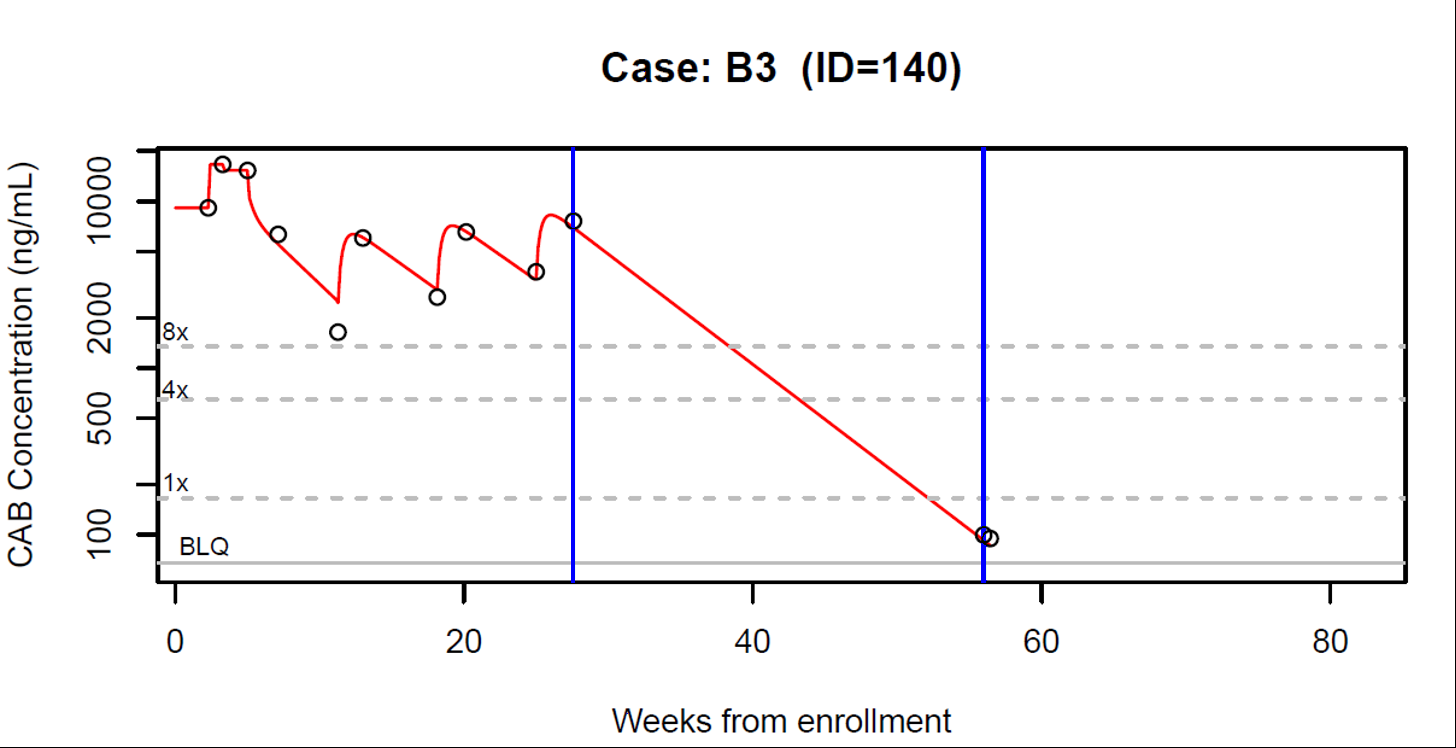 Case: B3 (ID=140)
CAB Concentration (ng/mL)
10000
2000
500
100
8x
4x
1x
BLQ
0 20 40 60 80
Weeks from enrollment